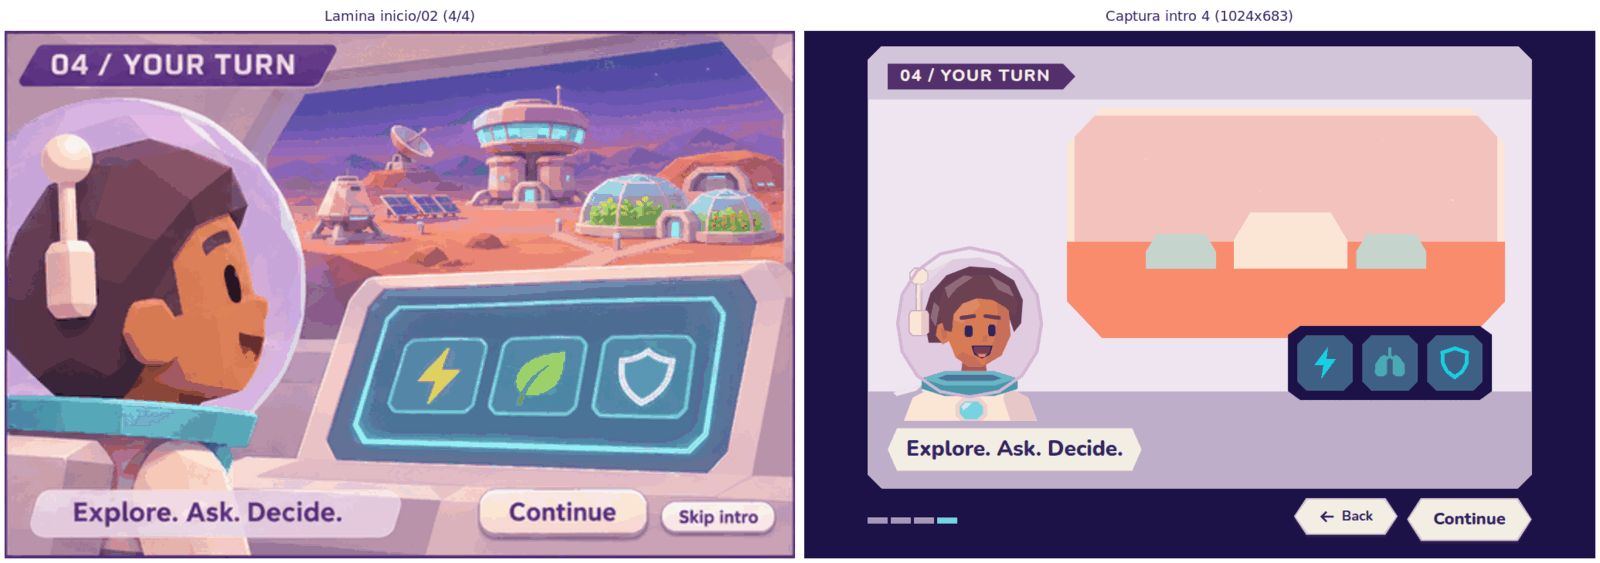 Lamina inicio/02 (4/4)
04 / YOUR TURN
Explore. Ask. Decide.
Continue
Skip intro
Captura intro 4 (1024x683)
04 / YOUR TURN
Explore. Ask. Decide.
← Back
Continue